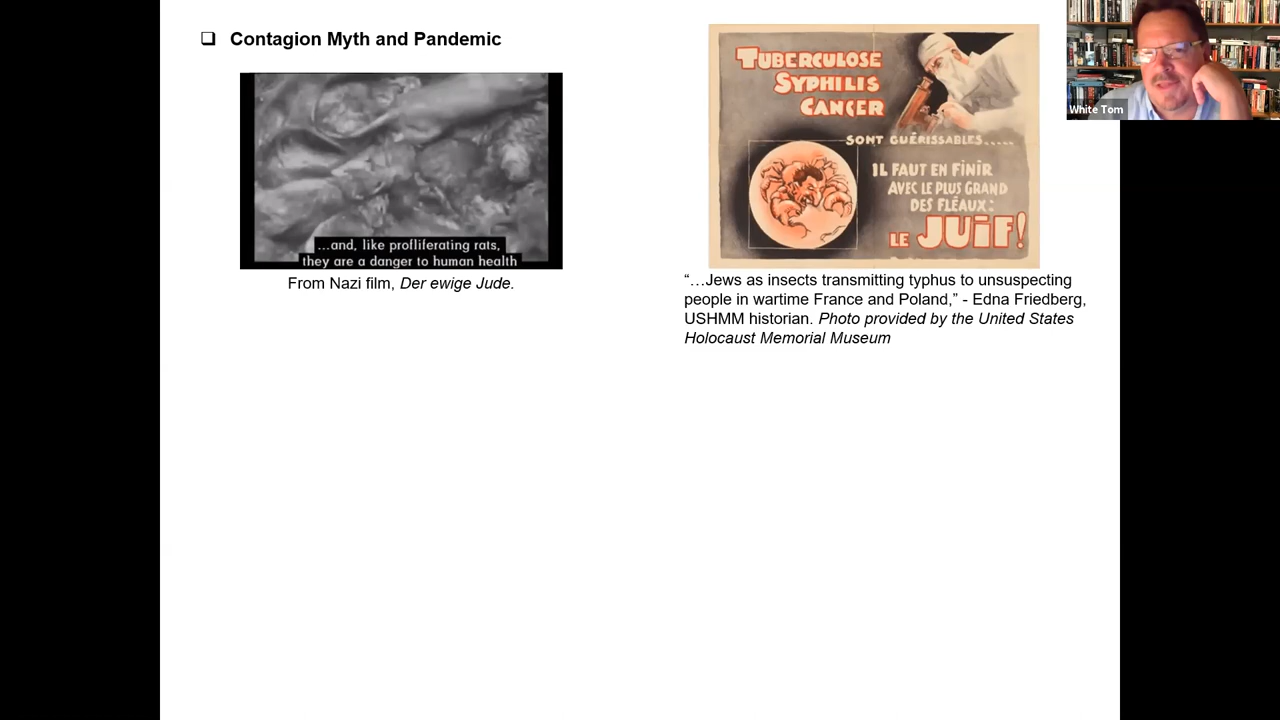 ❑ Contagion Myth and Pandemic
…and, like profliferating rats,
they are a danger to human health
From Nazi film, Der ewige Jude.
TUBERCULOSE
SYPHILIS
CANCER
SONT GUÉRISSABLES.....
IL FAUT EN FINIR
AVEC LE PLUS GRAND
DES FLÉAUX:
LE JUIF!
“…Jews as insects transmitting typhus to unsuspecting
people in wartime France and Poland,” - Edna Friedberg,
USHMM historian. Photo provided by the United States
Holocaust Memorial Museum
White Tom